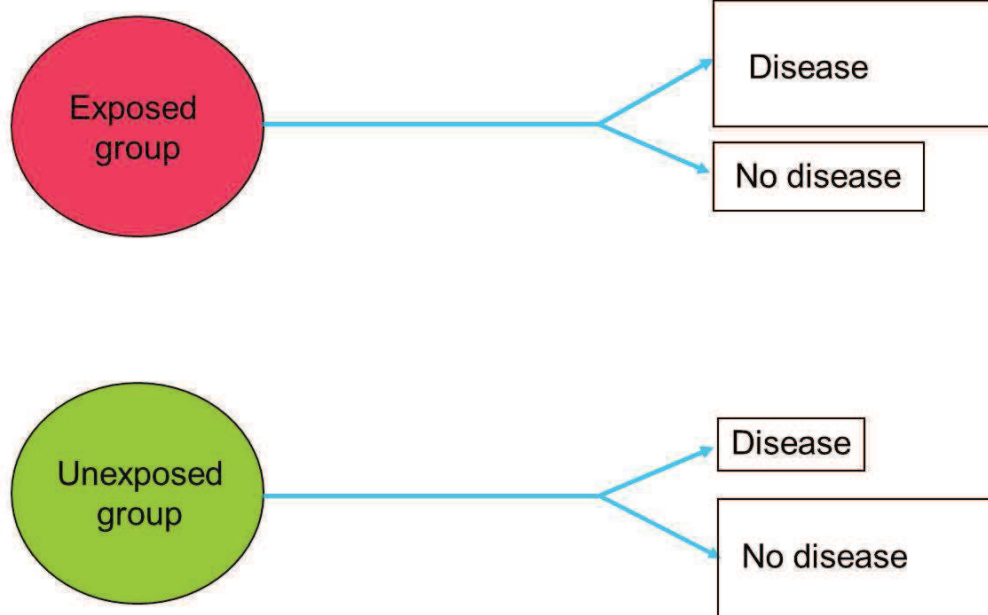 Exposed
group
Disease
No disease
Unexposed
group
Disease
No disease